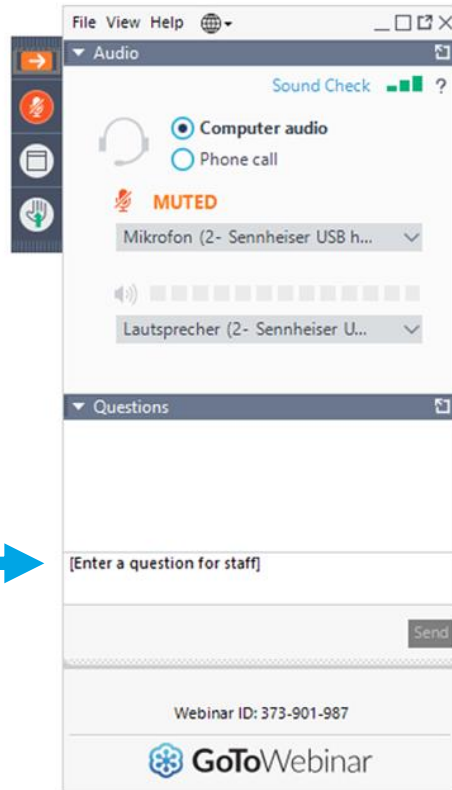 File View Help
Audio
Sound Check ?
Computer audio
Phone call
MUTED
Mikrofon (2- Sennheiser USB h...
Lautsprecher (2- Sennheiser U...
Questions
[Enter a question for staff]
Send
Webinar ID: 373-901-987
GoToWebinar